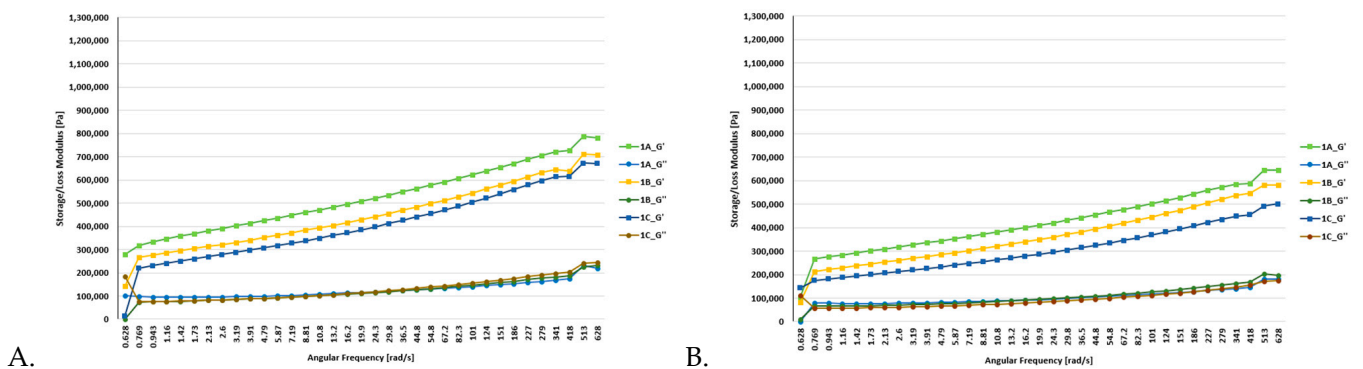 1,300,000
1,200,000
1,100,000
1,000,000
900,000
800,000
700,000
600,000
500,000
400,000
300,000
200,000
100,000
0
Storage/Loss Modulus [Pa]
0.628 0.769 0.943 1.16 1.42 1.73 2.13 2.6 3.19 3.91 4.79 5.87 7.19 8.81 10.8 13.2 16.2 19.9 24.3 29.8 36.5 44.8 54.8 67.2 82.3 101 124 151 186 227 279 341 418 513 628
Angular Frequency [rad/s]
1A_G'
1A_G''
1B_G'
1B_G''
1C_G'
1C_G''
A.
1,300,000
1,200,000
1,100,000
1,000,000
900,000
800,000
700,000
600,000
500,000
400,000
300,000
200,000
100,000
0
Storage/Loss Modulus [Pa]
0.628 0.769 0.943 1.16 1.42 1.73 2.13 2.6 3.19 3.91 4.79 5.87 7.19 8.81 10.8 13.2 16.2 19.9 24.3 29.8 36.5 44.8 54.8 67.2 82.3 101 124 151 186 227 279 341 418 513 628
Angular Frequency [rad/s]
1A_G'
1A_G''
1B_G'
1B_G''
1C_G'
1C_G''
B.